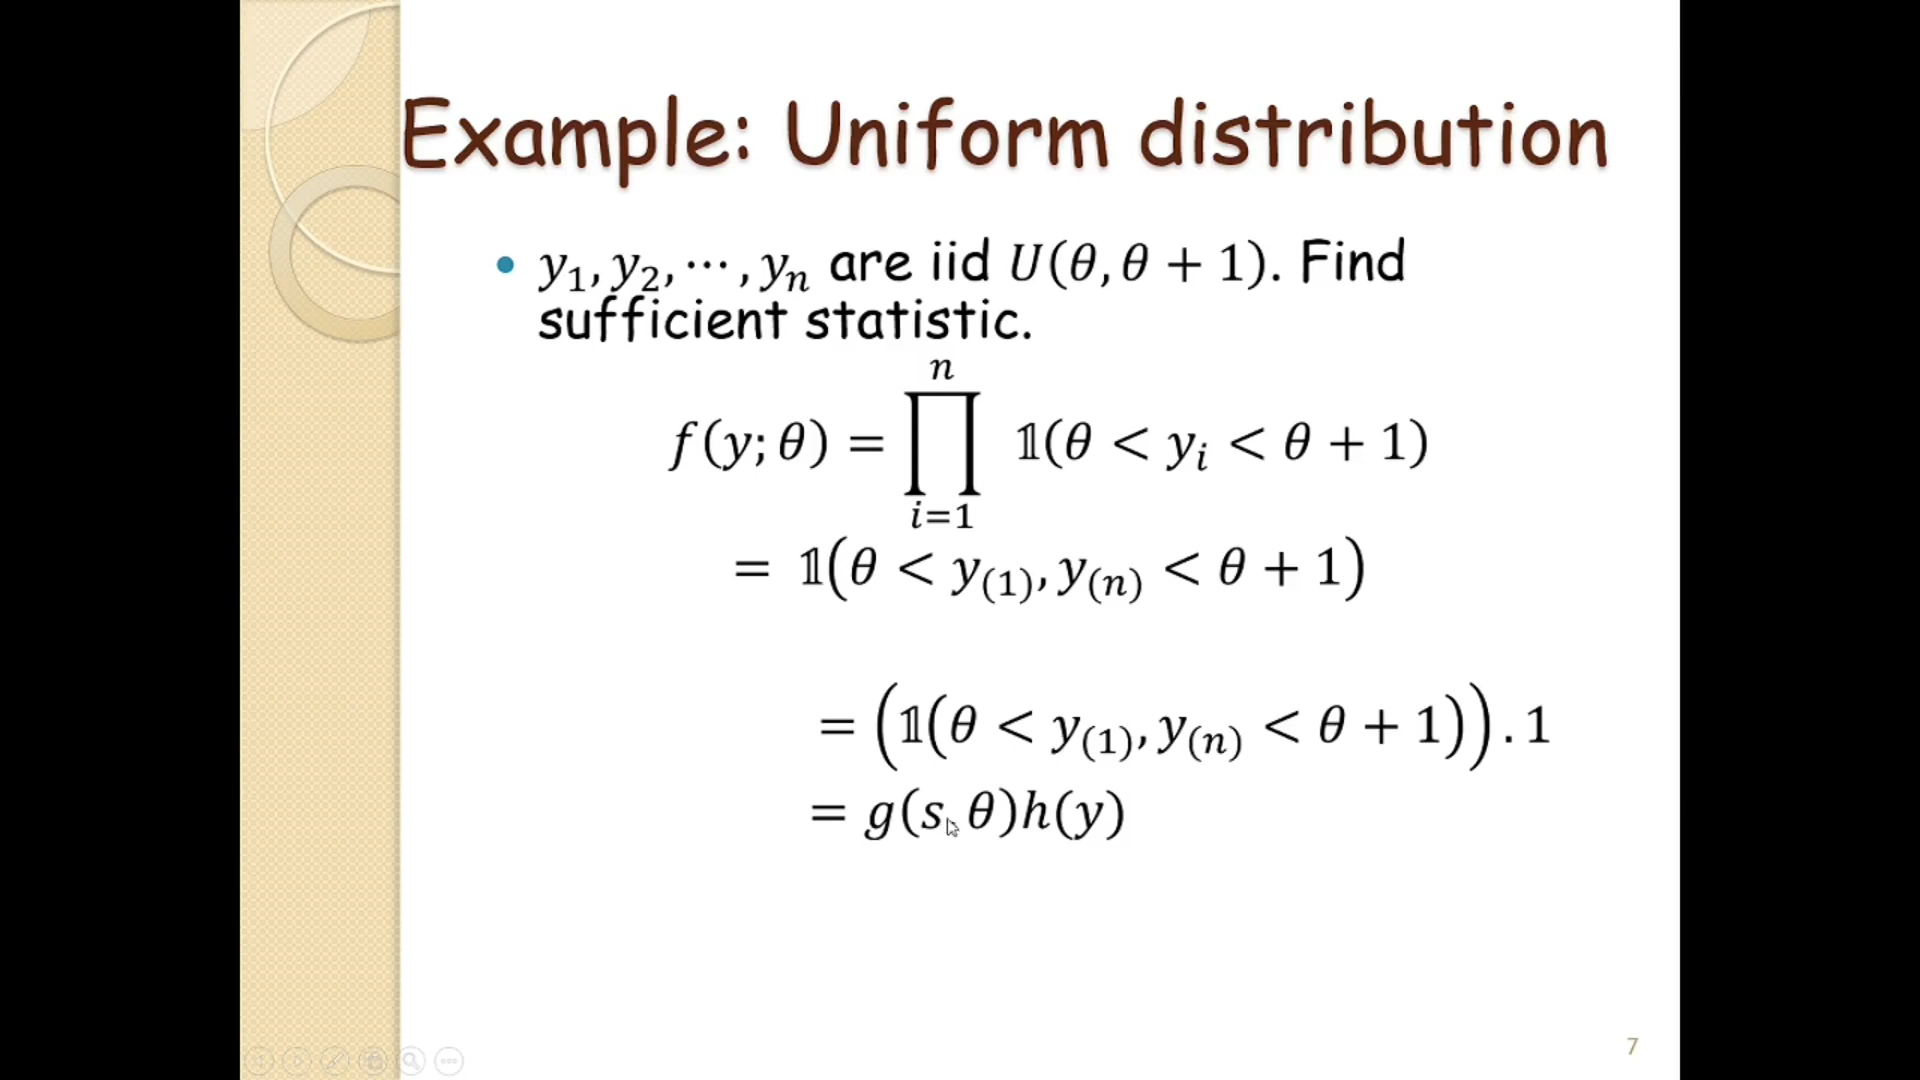 Example: Uniform distribution
• y₁, y₂, ⋯ , yₙ are iid U(θ, θ + 1). Find
sufficient statistic.
f(y; θ) = ∏ᵢ₌₁ⁿ 𝟙(θ < yᵢ < θ + 1)
= 𝟙(θ < y₍₁₎, y₍ₙ₎ < θ + 1)
= (𝟙(θ < y₍₁₎, y₍ₙ₎ < θ + 1)) . 1
= g(s, θ)h(y)
7